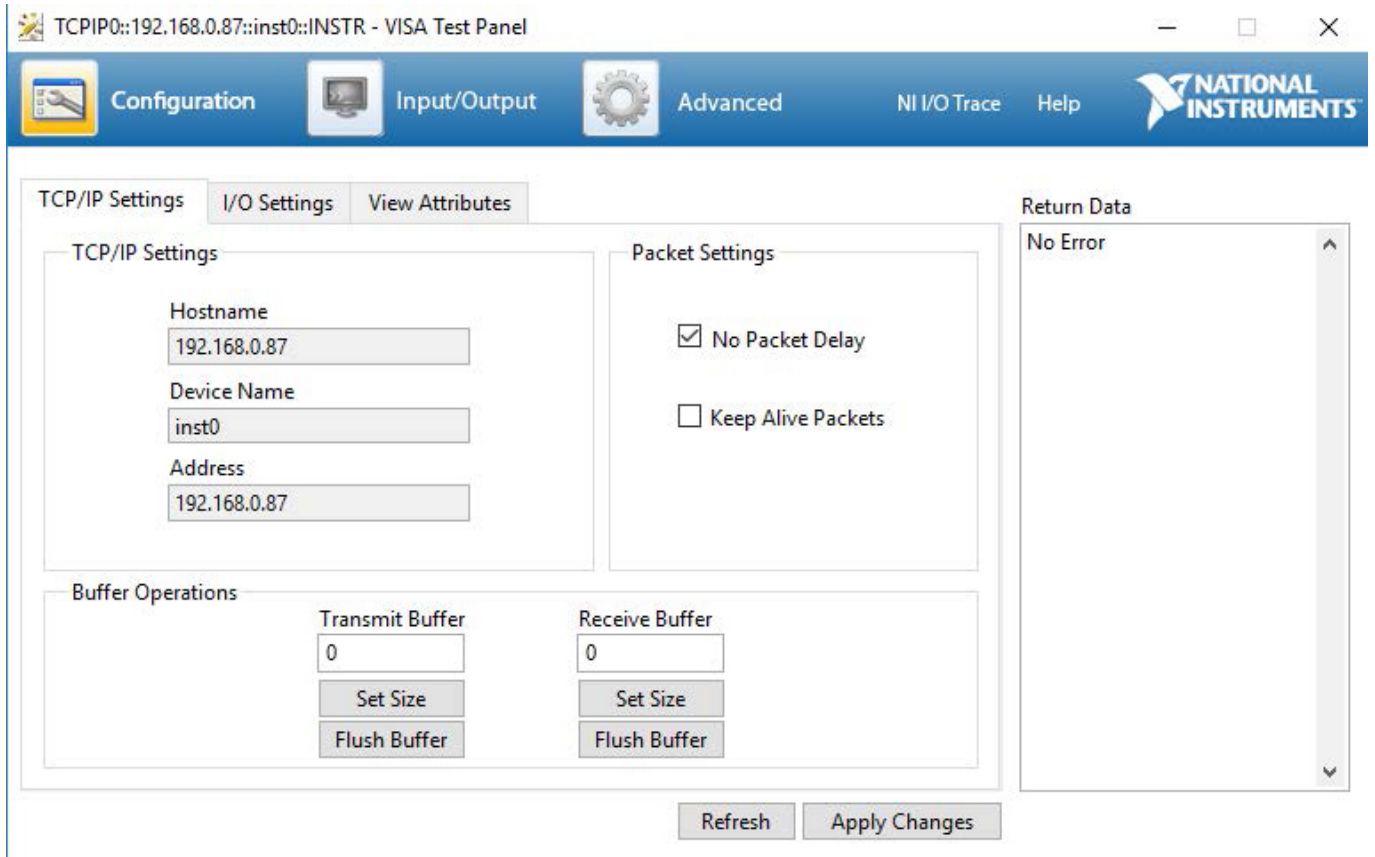 TCPIP0::192.168.0.87::inst0::INSTR - VISA Test Panel
Configuration
Input/Output
Advanced
NI I/O Trace
Help
NATIONAL
INSTRUMENTS
TCP/IP Settings
I/O Settings
View Attributes
TCP/IP Settings
Hostname
192.168.0.87
Device Name
inst0
Address
192.168.0.87
Packet Settings
No Packet Delay
Keep Alive Packets
Buffer Operations
Transmit Buffer
0
Set Size
Flush Buffer
Receive Buffer
0
Set Size
Flush Buffer
Return Data
No Error
Refresh
Apply Changes